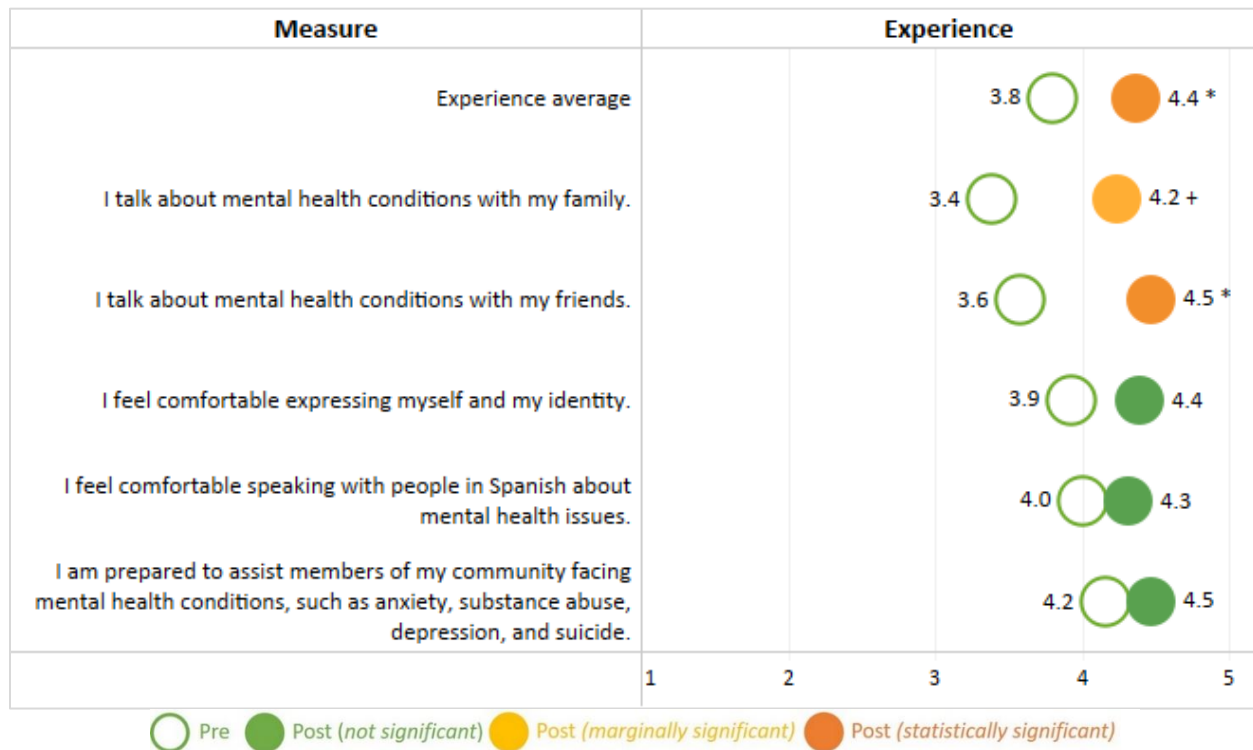 Measure Experience
Experience average 3.8 4.4 *
I talk about mental health conditions with my family. 3.4 4.2 +
I talk about mental health conditions with my friends. 3.6 4.5 *
I feel comfortable expressing myself and my identity. 3.9 4.4
I feel comfortable speaking with people in Spanish about
mental health issues. 4.0 4.3
I am prepared to assist members of my community facing
mental health conditions, such as anxiety, substance abuse,
depression, and suicide. 4.2 4.5
1 2 3 4 5
Pre Post (not significant) Post (marginally significant) Post (statistically significant)